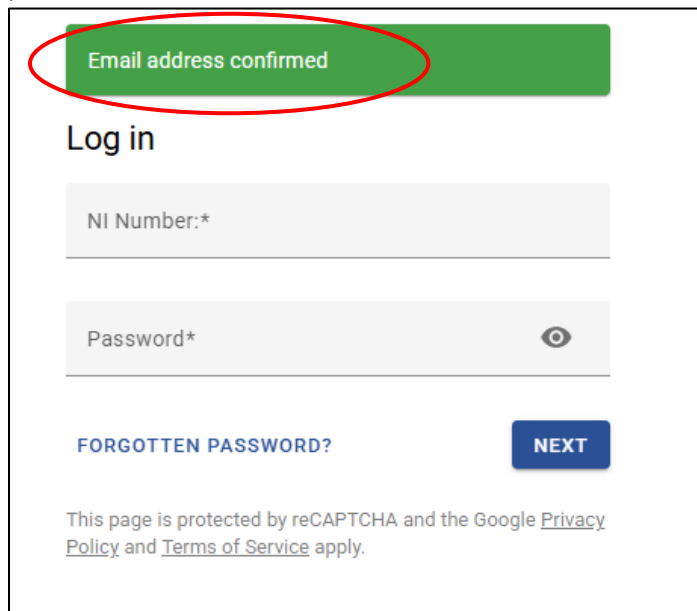 Email address confirmed
Log in
NI Number:*
Password*
FORGOTTEN PASSWORD?
NEXT
This page is protected by reCAPTCHA and the Google Privacy
Policy and Terms of Service apply.